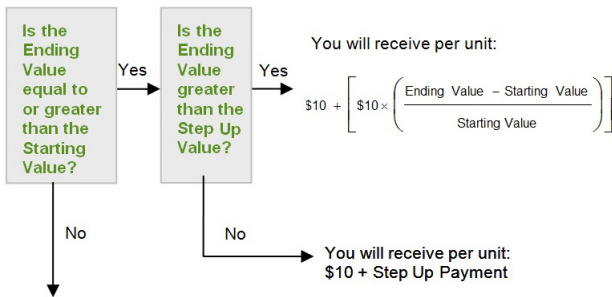 Is the
Ending
Value
equal to
or greater
than the
Starting
Value?
Yes
Is the
Ending
Value
greater
than the
Step Up
Value?
Yes
You will receive per unit:
$10 + [ $10 × ( Ending Value – Starting Value
Starting Value ) ]
No
No
You will receive per unit:
$10 + Step Up Payment